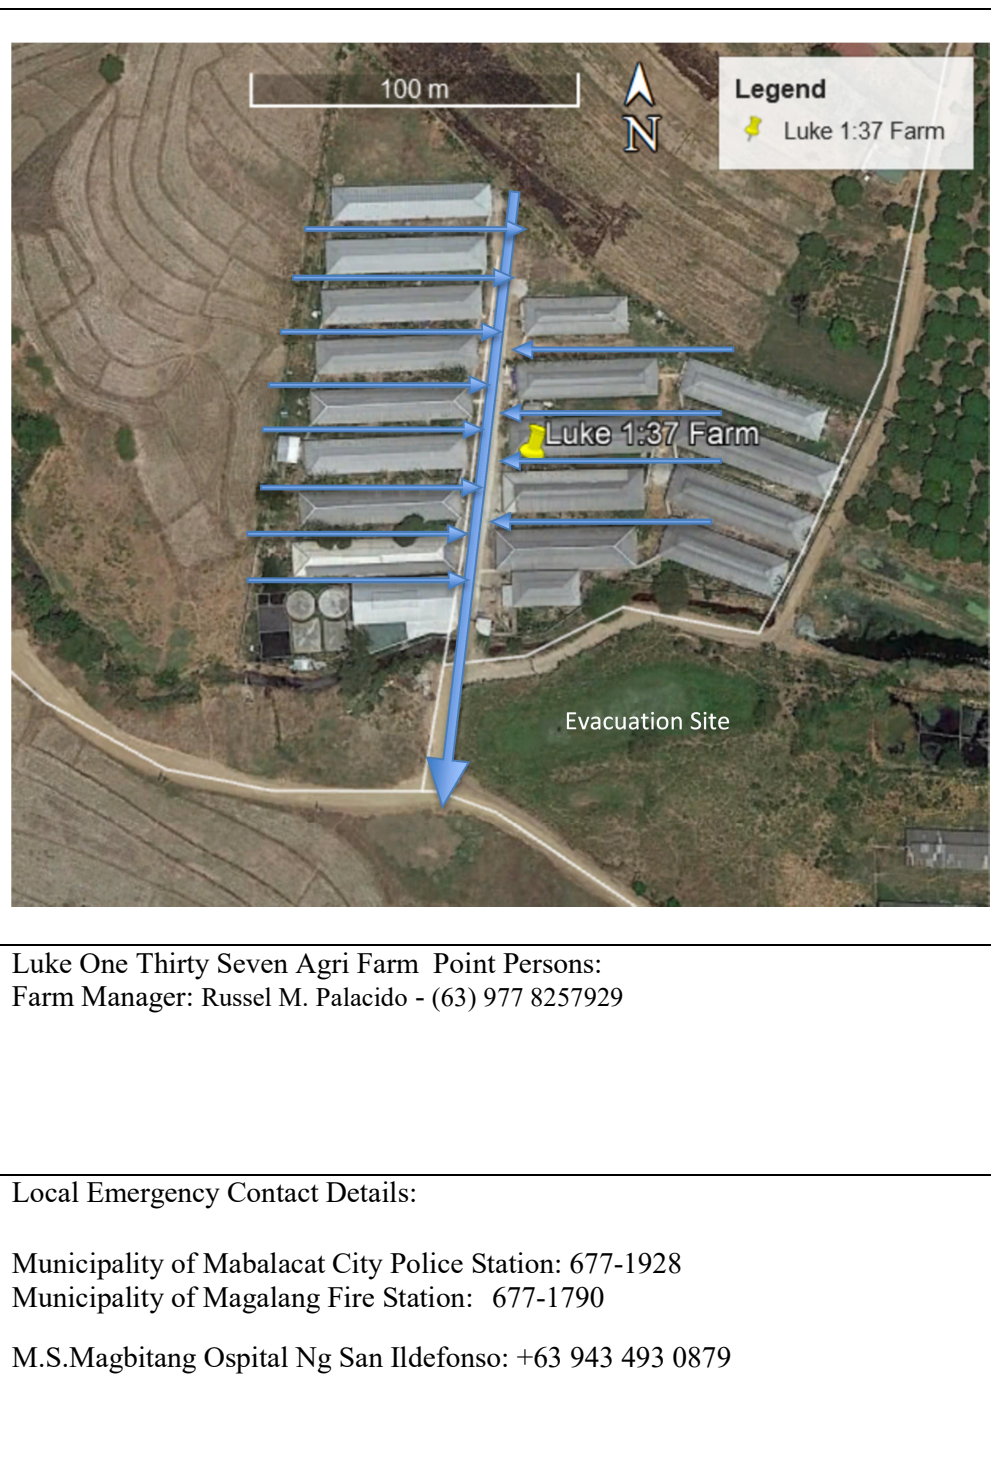 100 m
N
Legend
Luke 1:37 Farm
Luke 1:37 Farm
Evacuation Site
Luke One Thirty Seven Agri Farm  Point Persons:
Farm Manager: Russel M. Palacido - (63) 977 8257929
Local Emergency Contact Details:
Municipality of Mabalacat City Police Station: 677-1928
Municipality of Magalang Fire Station:  677-1790
M.S.Magbitang Ospital Ng San Ildefonso: +63 943 493 0879